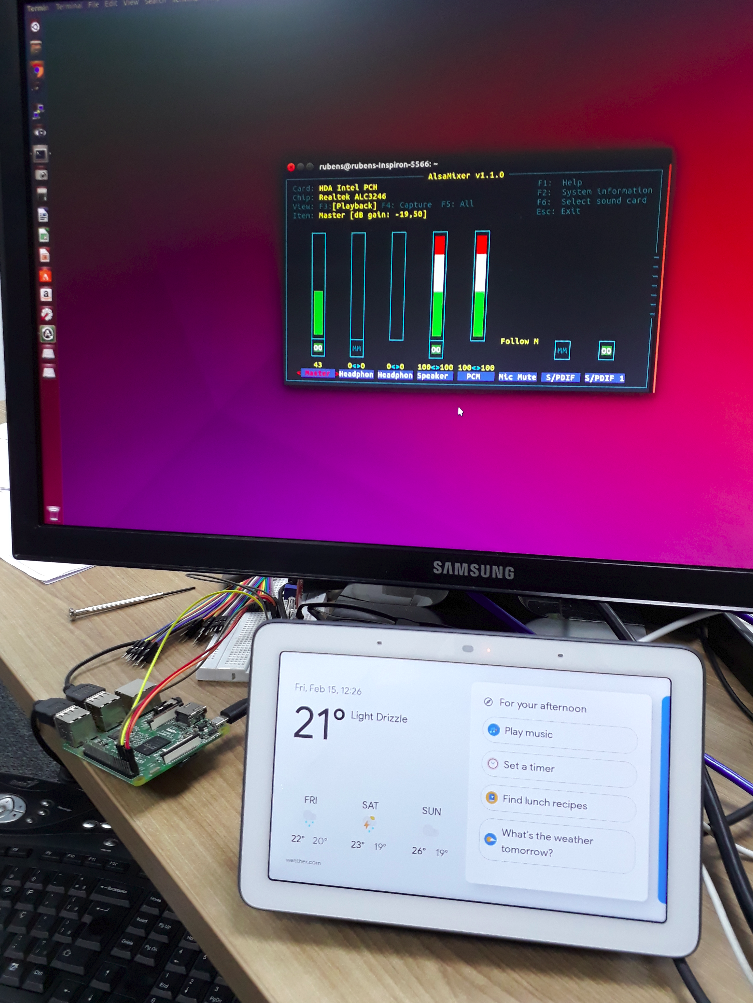 Terminal File Edit View Search
rubens@rubens-Inspiron-5566: ~
AlsaMixer v1.1.0
Card: HDA Intel PCH
F1: Help
Chip: Realtek ALC3246
F2: System information
View: F3:[Playback] F4: Capture F5: All
F6: Select sound card
Item: Master [dB gain: -19,50]
Esc: Exit
Follow M
OO MM OO MM OO
43 0<>0 0<>0 100<>100 100<>100
Master Headphon Headphon Speaker PCM Mic Mute S/PDIF S/PDIF 1
SAMSUNG
Fri, Feb 15, 12:26
21° Light Drizzle
FRI SAT SUN
22° 20° 23° 19° 26° 19°
weather.com
For your afternoon
Play music
Set a timer
Find lunch recipes
What's the weather
tomorrow?